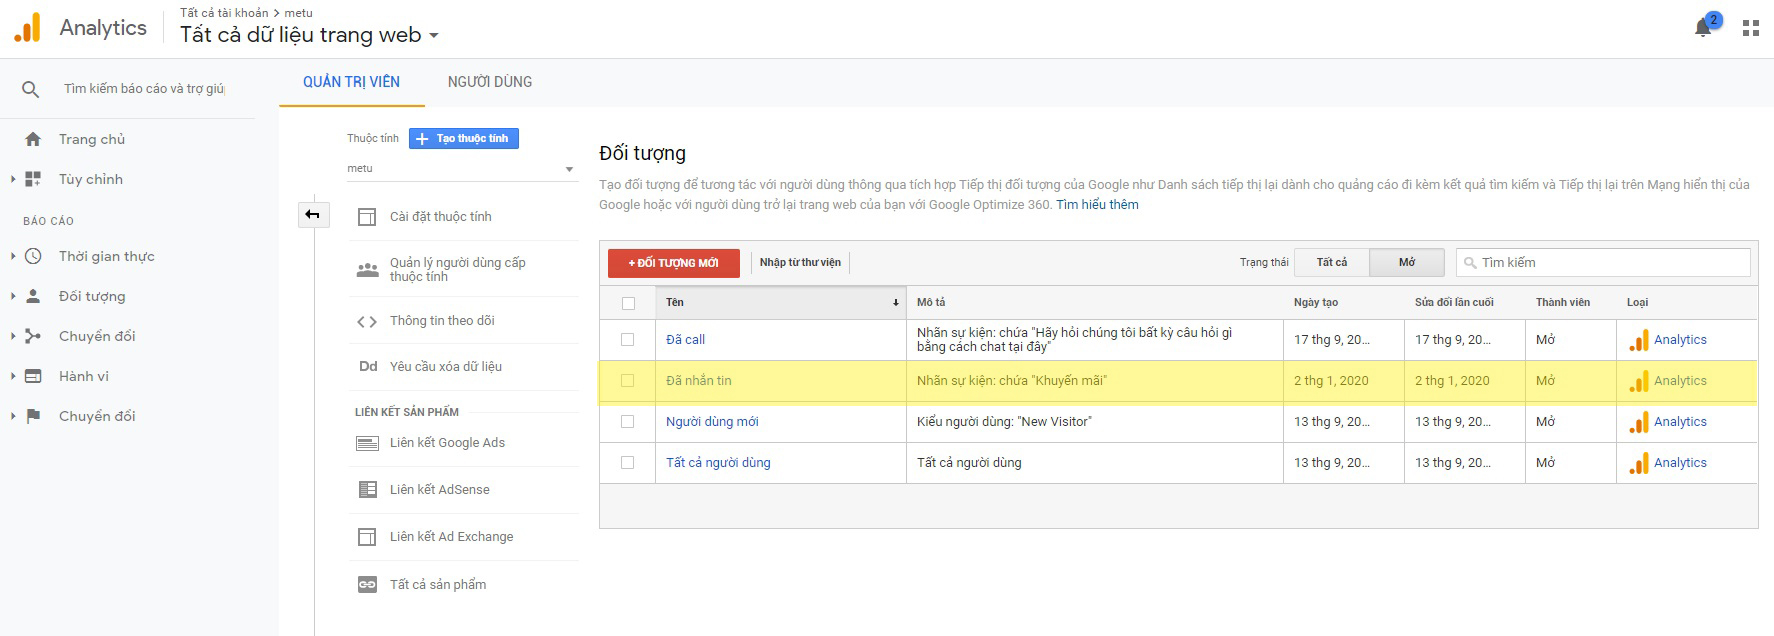 Analytics
Tất cả tài khoản > metu
Tất cả dữ liệu trang web
2
Tìm kiếm báo cáo và trợ giúp
Trang chủ
Tùy chỉnh
BÁO CÁO
Thời gian thực
Đối tượng
Chuyển đổi
Hành vi
Chuyển đổi
QUẢN TRỊ VIÊN
NGƯỜI DÙNG
Thuộc tính
+ Tạo thuộc tính
metu
Cài đặt thuộc tính
Quản lý người dùng cấp
thuộc tính
Thông tin theo dõi
Dd Yêu cầu xóa dữ liệu
LIÊN KẾT SẢN PHẨM
Liên kết Google Ads
Liên kết AdSense
Liên kết Ad Exchange
Tất cả sản phẩm
Đối tượng
Tạo đối tượng để tương tác với người dùng thông qua tích hợp Tiếp thị đối tượng của Google như Danh sách tiếp thị lại dành cho quảng cáo đi kèm kết quả tìm kiếm và Tiếp thị lại trên Mạng hiển thị của
Google hoặc với người dùng trở lại trang web của bạn với Google Optimize 360. Tìm hiểu thêm
+ ĐỐI TƯỢNG MỚI
Nhập từ thư viện
Trạng thái
Tất cả
Mở
Tìm kiếm
Tên
Mô tả
Ngày tạo
Sửa đổi lần cuối
Thành viên
Loại
Đã call
Nhãn sự kiện: chứa "Hãy hỏi chúng tôi bất kỳ câu hỏi gì
bằng cách chat tại đây"
17 thg 9, 20...
17 thg 9, 20...
Mở
Analytics
Đã nhắn tin
Nhãn sự kiện: chứa "Khuyến mãi"
2 thg 1, 2020
2 thg 1, 2020
Mở
Analytics
Người dùng mới
Kiểu người dùng: "New Visitor"
13 thg 9, 20...
13 thg 9, 20...
Mở
Analytics
Tất cả người dùng
Tất cả người dùng
13 thg 9, 20...
13 thg 9, 20...
Mở
Analytics